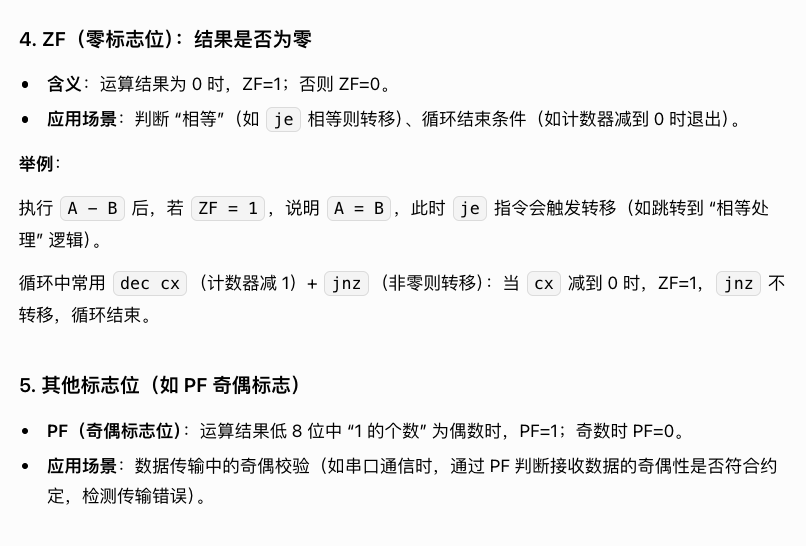 4. ZF（零标志位）：结果是否为零
• 含义：运算结果为 0 时，ZF=1；否则 ZF=0。
• 应用场景：判断 “相等”（如 je 相等则转移）、循环结束条件（如计数器减到 0 时退出）。
举例：
执行 A - B 后，若 ZF = 1，说明 A = B，此时 je 指令会触发转移（如跳转到 “相等处
理” 逻辑）。
循环中常用 dec cx（计数器减 1）+ jnz（非零则转移）：当 cx 减到 0 时，ZF=1，jnz 不
转移，循环结束。
5. 其他标志位（如 PF 奇偶标志）
• PF（奇偶标志位）：运算结果低 8 位中 “1 的个数” 为偶数时，PF=1；奇数时 PF=0。
• 应用场景：数据传输中的奇偶校验（如串口通信时，通过 PF 判断接收数据的奇偶性是否符合约
定，检测传输错误）。